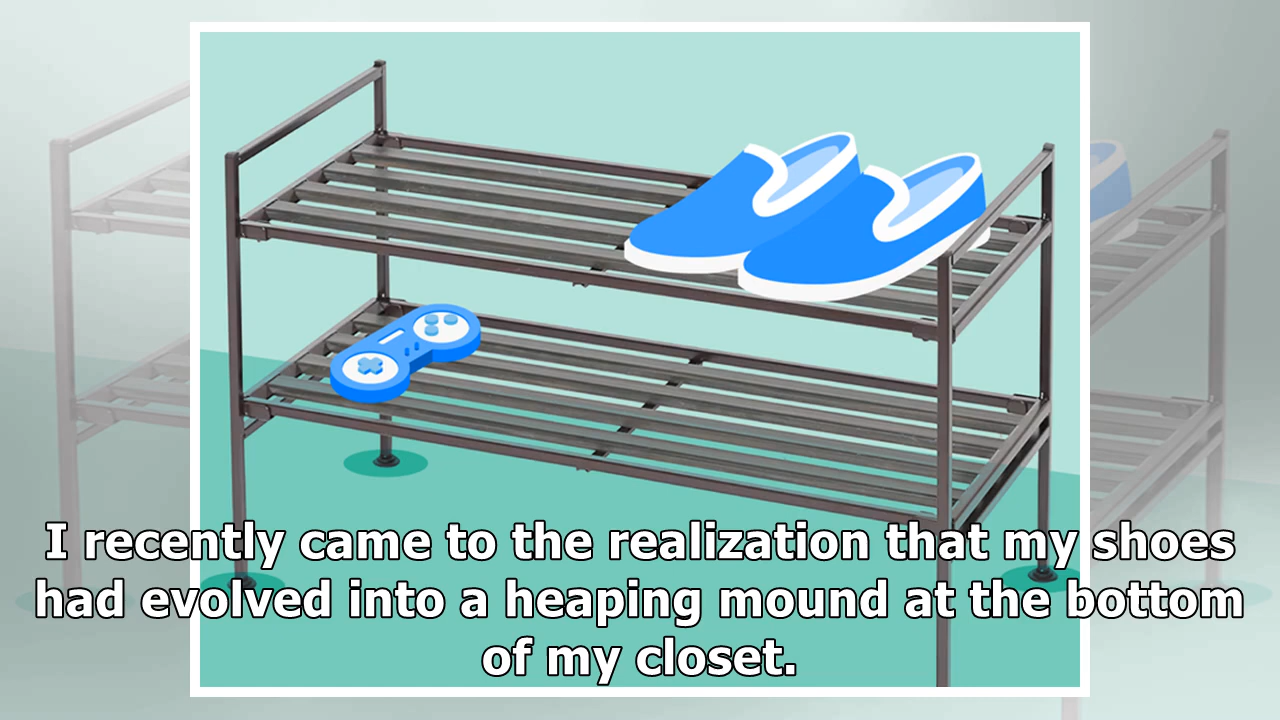 I recently came to the realization that my shoes
had evolved into a heaping mound at the bottom
of my closet.